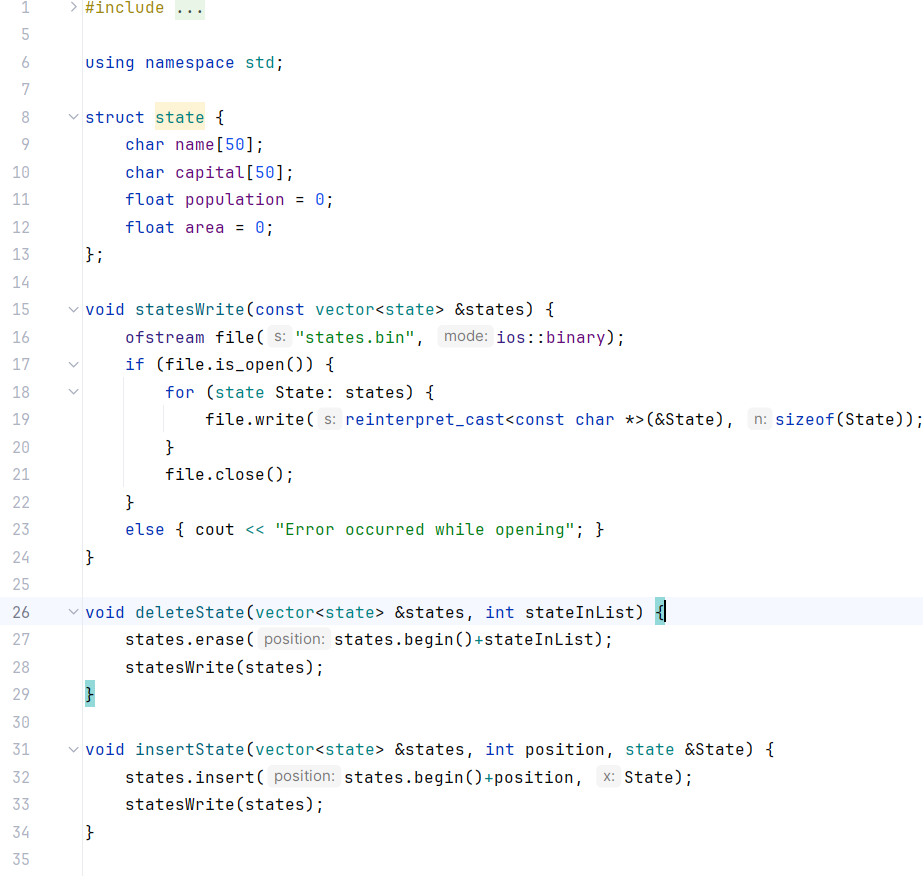 1 #include ...
5
6 using namespace std;
7
8 struct state {
9 char name[50];
10 char capital[50];
11 float population = 0;
12 float area = 0;
13 };
14
15 void statesWrite(const vector<state> &states) {
16 ofstream file( s: "states.bin", mode: ios::binary);
17 if (file.is_open()) {
18 for (state State: states) {
19 file.write( s: reinterpret_cast<const char *>(&State), n: sizeof(State));
20 }
21 file.close();
22 }
23 else { cout << "Error occurred while opening"; }
24 }
25
26 void deleteState(vector<state> &states, int stateInList) {
27 states.erase( position: states.begin()+stateInList);
28 statesWrite(states);
29 }
30
31 void insertState(vector<state> &states, int position, state &State) {
32 states.insert( position: states.begin()+position, x: State);
33 statesWrite(states);
34 }
35